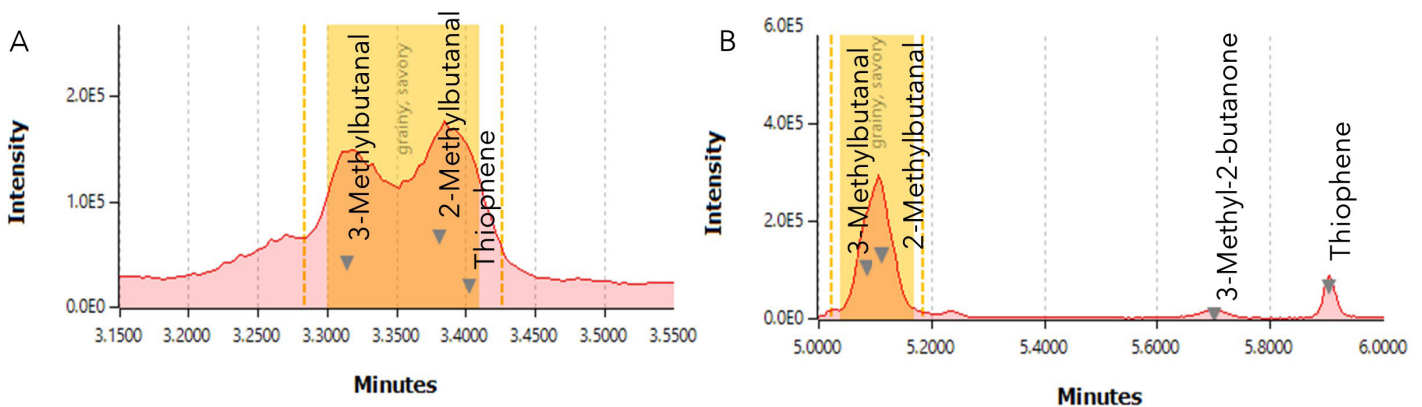 A
Intensity
2.0E5
1.0E5
0.0E0
3-Methylbutanal
grainy, savory
2-Methylbutanal
Thiophene
3.1500 3.2000 3.2500 3.3000 3.3500 3.4000 3.4500 3.5000 3.5500
Minutes
B
Intensity
6.0E5
4.0E5
2.0E5
0.0E0
3-Methylbutanal
grainy, savory
2-Methylbutanal
3-Methyl-2-butanone
Thiophene
5.0000 5.2000 5.4000 5.6000 5.8000 6.0000
Minutes